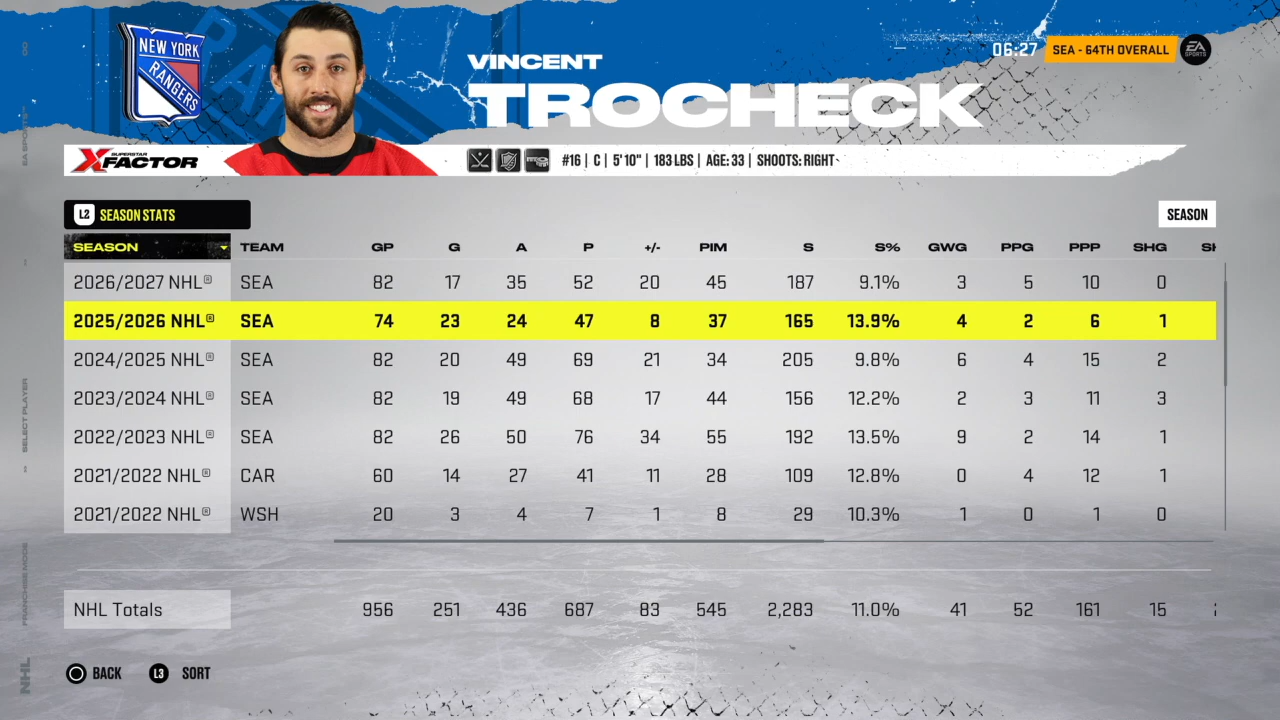 NEW YORK
RANGERS
VINCENT
TROCHECK
06:27 SEA - 64TH OVERALL EA SPORTS
SUPERSTAR
X FACTOR
#16 | C | 5' 10" | 183 LBS | AGE: 33 | SHOOTS: RIGHT
L2 SEASON STATS
SEASON
SEASON TEAM GP G A P +/- PIM S S% GWG PPG PPP SHG
2026/2027 NHL® SEA 82 17 35 52 20 45 187 9.1% 3 5 10 0
2025/2026 NHL® SEA 74 23 24 47 8 37 165 13.9% 4 2 6 1
2024/2025 NHL® SEA 82 20 49 69 21 34 205 9.8% 6 4 15 2
2023/2024 NHL® SEA 82 19 49 68 17 44 156 12.2% 2 3 11 3
2022/2023 NHL® SEA 82 26 50 76 34 55 192 13.5% 9 2 14 1
2021/2022 NHL® CAR 60 14 27 41 11 28 109 12.8% 0 4 12 1
2021/2022 NHL® WSH 20 3 4 7 1 8 29 10.3% 1 0 1 0
NHL Totals 956 251 436 687 83 545 2,283 11.0% 41 52 161 15
BACK L3 SORT
EA SPORTS
SELECT PLAYER
FRANCHISE MODE
NHL